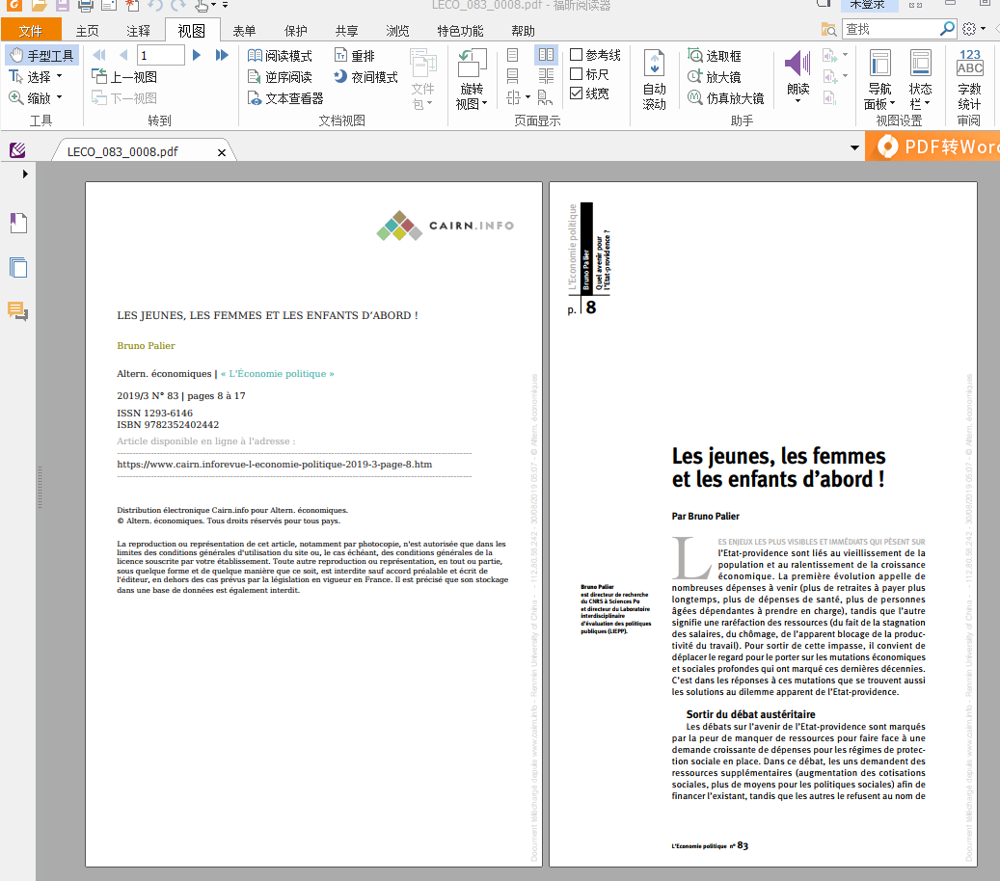 LECO_083_0008.pdf - 福昕阅读器
未登录
文件 主页 注释 视图 表单 保护 共享 浏览 特色功能 帮助
查找
手型工具
选择
缩放
工具
1
上一视图
下一视图
转到
阅读模式
逆序阅读
文本查看器
重排
夜间模式
文件包
文档视图
旋转视图
页面显示
参考线
标尺
线宽
自动滚动
选取框
放大镜
仿真放大镜
助手
朗读
导航面板
状态栏
视图设置
123
ABC
字数统计
审阅
LECO_083_0008.pdf
PDF转Word
CAIRN.INFO
LES JEUNES, LES FEMMES ET LES ENFANTS D’ABORD !
Bruno Palier
Altern. économiques | « L'Économie politique »
2019/3 N° 83 | pages 8 à 17
ISSN 1293-6146
ISBN 9782352402442
Article disponible en ligne à l'adresse :
https://www.cairn.inforevue-l-economie-politique-2019-3-page-8.htm
Distribution électronique Cairn.info pour Altern. économiques.
© Altern. économiques. Tous droits réservés pour tous pays.
La reproduction ou représentation de cet article, notamment par photocopie, n'est autorisée que dans les
limites des conditions générales d'utilisation du site ou, le cas échéant, des conditions générales de la
licence souscrite par votre établissement. Toute autre reproduction ou représentation, en tout ou partie,
sous quelque forme et de quelque manière que ce soit, est interdite sauf accord préalable et écrit de
l'éditeur, en dehors des cas prévus par la législation en vigueur en France. Il est précisé que son stockage
dans une base de données est également interdit.
Document téléchargé depuis www.cairn.info - Renmin University of China - - 112.80.58.242 - 30/08/2019 05:07 - © Altern. économiques
L'Economie politique
Bruno Palier
Quel avenir pour
l'Etat-providence ?
p. 8
Les jeunes, les femmes
et les enfants d’abord !
Par Bruno Palier
LES ENJEUX LES PLUS VISIBLES ET IMMÉDIATS QUI PÈSENT SUR
l’Etat-providence sont liés au vieillissement de la
population et au ralentissement de la croissance
économique. La première évolution appelle de
nombreuses dépenses à venir (plus de retraites à payer plus
longtemps, plus de dépenses de santé, plus de personnes
âgées dépendantes à prendre en charge), tandis que l’autre
signifie une raréfaction des ressources (du fait de la stagnation
des salaires, du chômage, de l’apparent blocage de la produc-
tivité du travail). Pour sortir de cette impasse, il convient de
déplacer le regard pour le porter sur les mutations économiques
et sociales profondes qui ont marqué ces dernières décennies.
C’est dans les réponses à ces mutations que se trouvent aussi
les solutions au dilemme apparent de l’Etat-providence.
Bruno Palier
est directeur de recherche
du CNRS à Sciences Po
et directeur du Laboratoire
interdisciplinaire
d’évaluation des politiques
publiques (LIEPP).
Sortir du débat austéritaire
Les débats sur l’avenir de l’Etat-providence sont marqués
par la peur de manquer de ressources pour faire face à une
demande croissante de dépenses pour les régimes de protec-
tion sociale en place. Dans ce débat, les uns demandent des
ressources supplémentaires (augmentation des cotisations
sociales, plus de moyens pour les politiques sociales) afin de
financer l’existant, tandis que les autres le refusent au nom de
L’Economie politique n° 83
Document téléchargé depuis www.cairn.info - Renmin University of China - - 112.80.58.242 - 30/08/2019 05:07 - © Altern. économiques